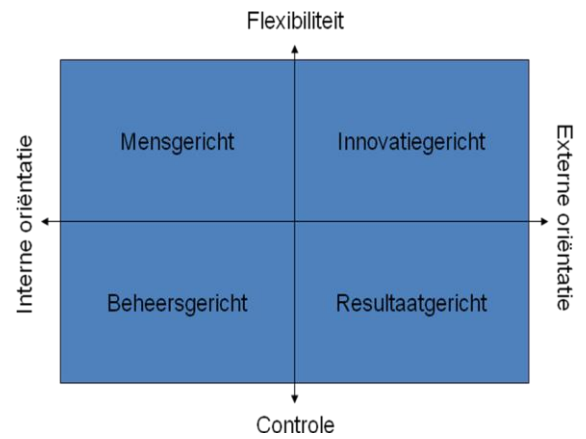 Flexibiliteit
Mensgericht
Innovatiegericht
Interne oriëntatie
Externe oriëntatie
Beheersgericht
Resultaatgericht
Controle